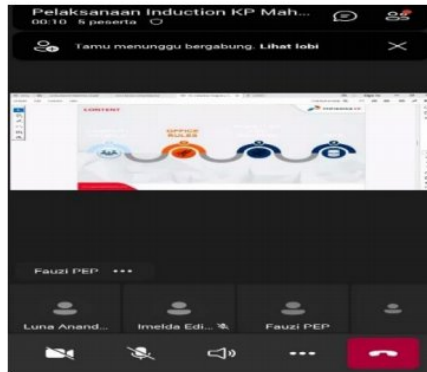 Pelaksanaan Induction KP Mah...
00:10 5 peserta
Tamu menunggu bergabung. Lihat lobi
CONTENT
OFFICE
RULES
Fauzi PEP
Luna Anand...
Imelda Edi...
Fauzi PEP